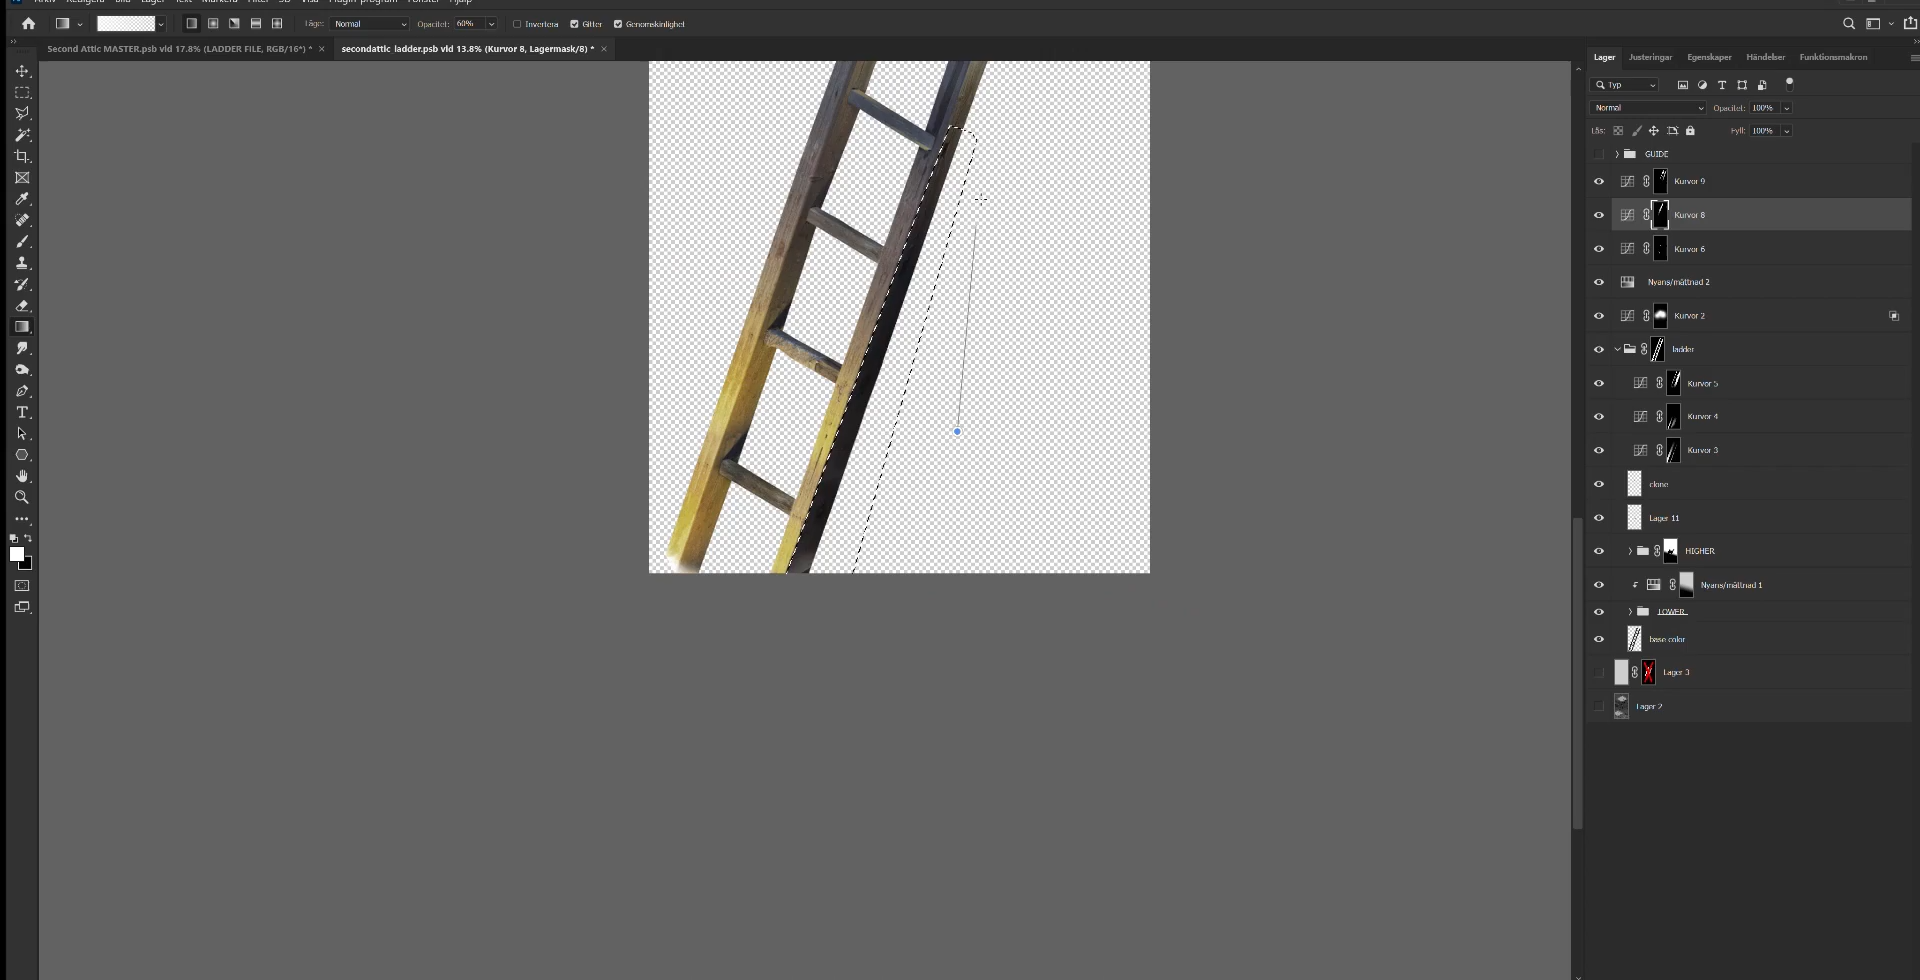 Arkiv Redigera Bild Lager Text Markera Filter 3D Visa Plugin-program Fönster Hjälp
Läge: Normal Opacitet: 60% Invertera Gitter Genomskinlighet
Second Attic MASTER.psb vid 17.8% (LADDER FILE, RGB/16*) * × secondattic_ladder.psb vid 13.8% (Kurvor 8, Lagermask/8) * ×
Lager Justeringar Egenskaper Händelser Funktionsmakron
Typ
Normal Opacitet: 100%
Lås: Fyll: 100%
GUIDE
Kurvor 9
Kurvor 8
Kurvor 6
Nyans/mättnad 2
Kurvor 2
ladder
Kurvor 5
Kurvor 4
Kurvor 3
clone
Lager 11
HIGHER
Nyans/mättnad 1
LOWER
base color
Lager 3
Lager 2